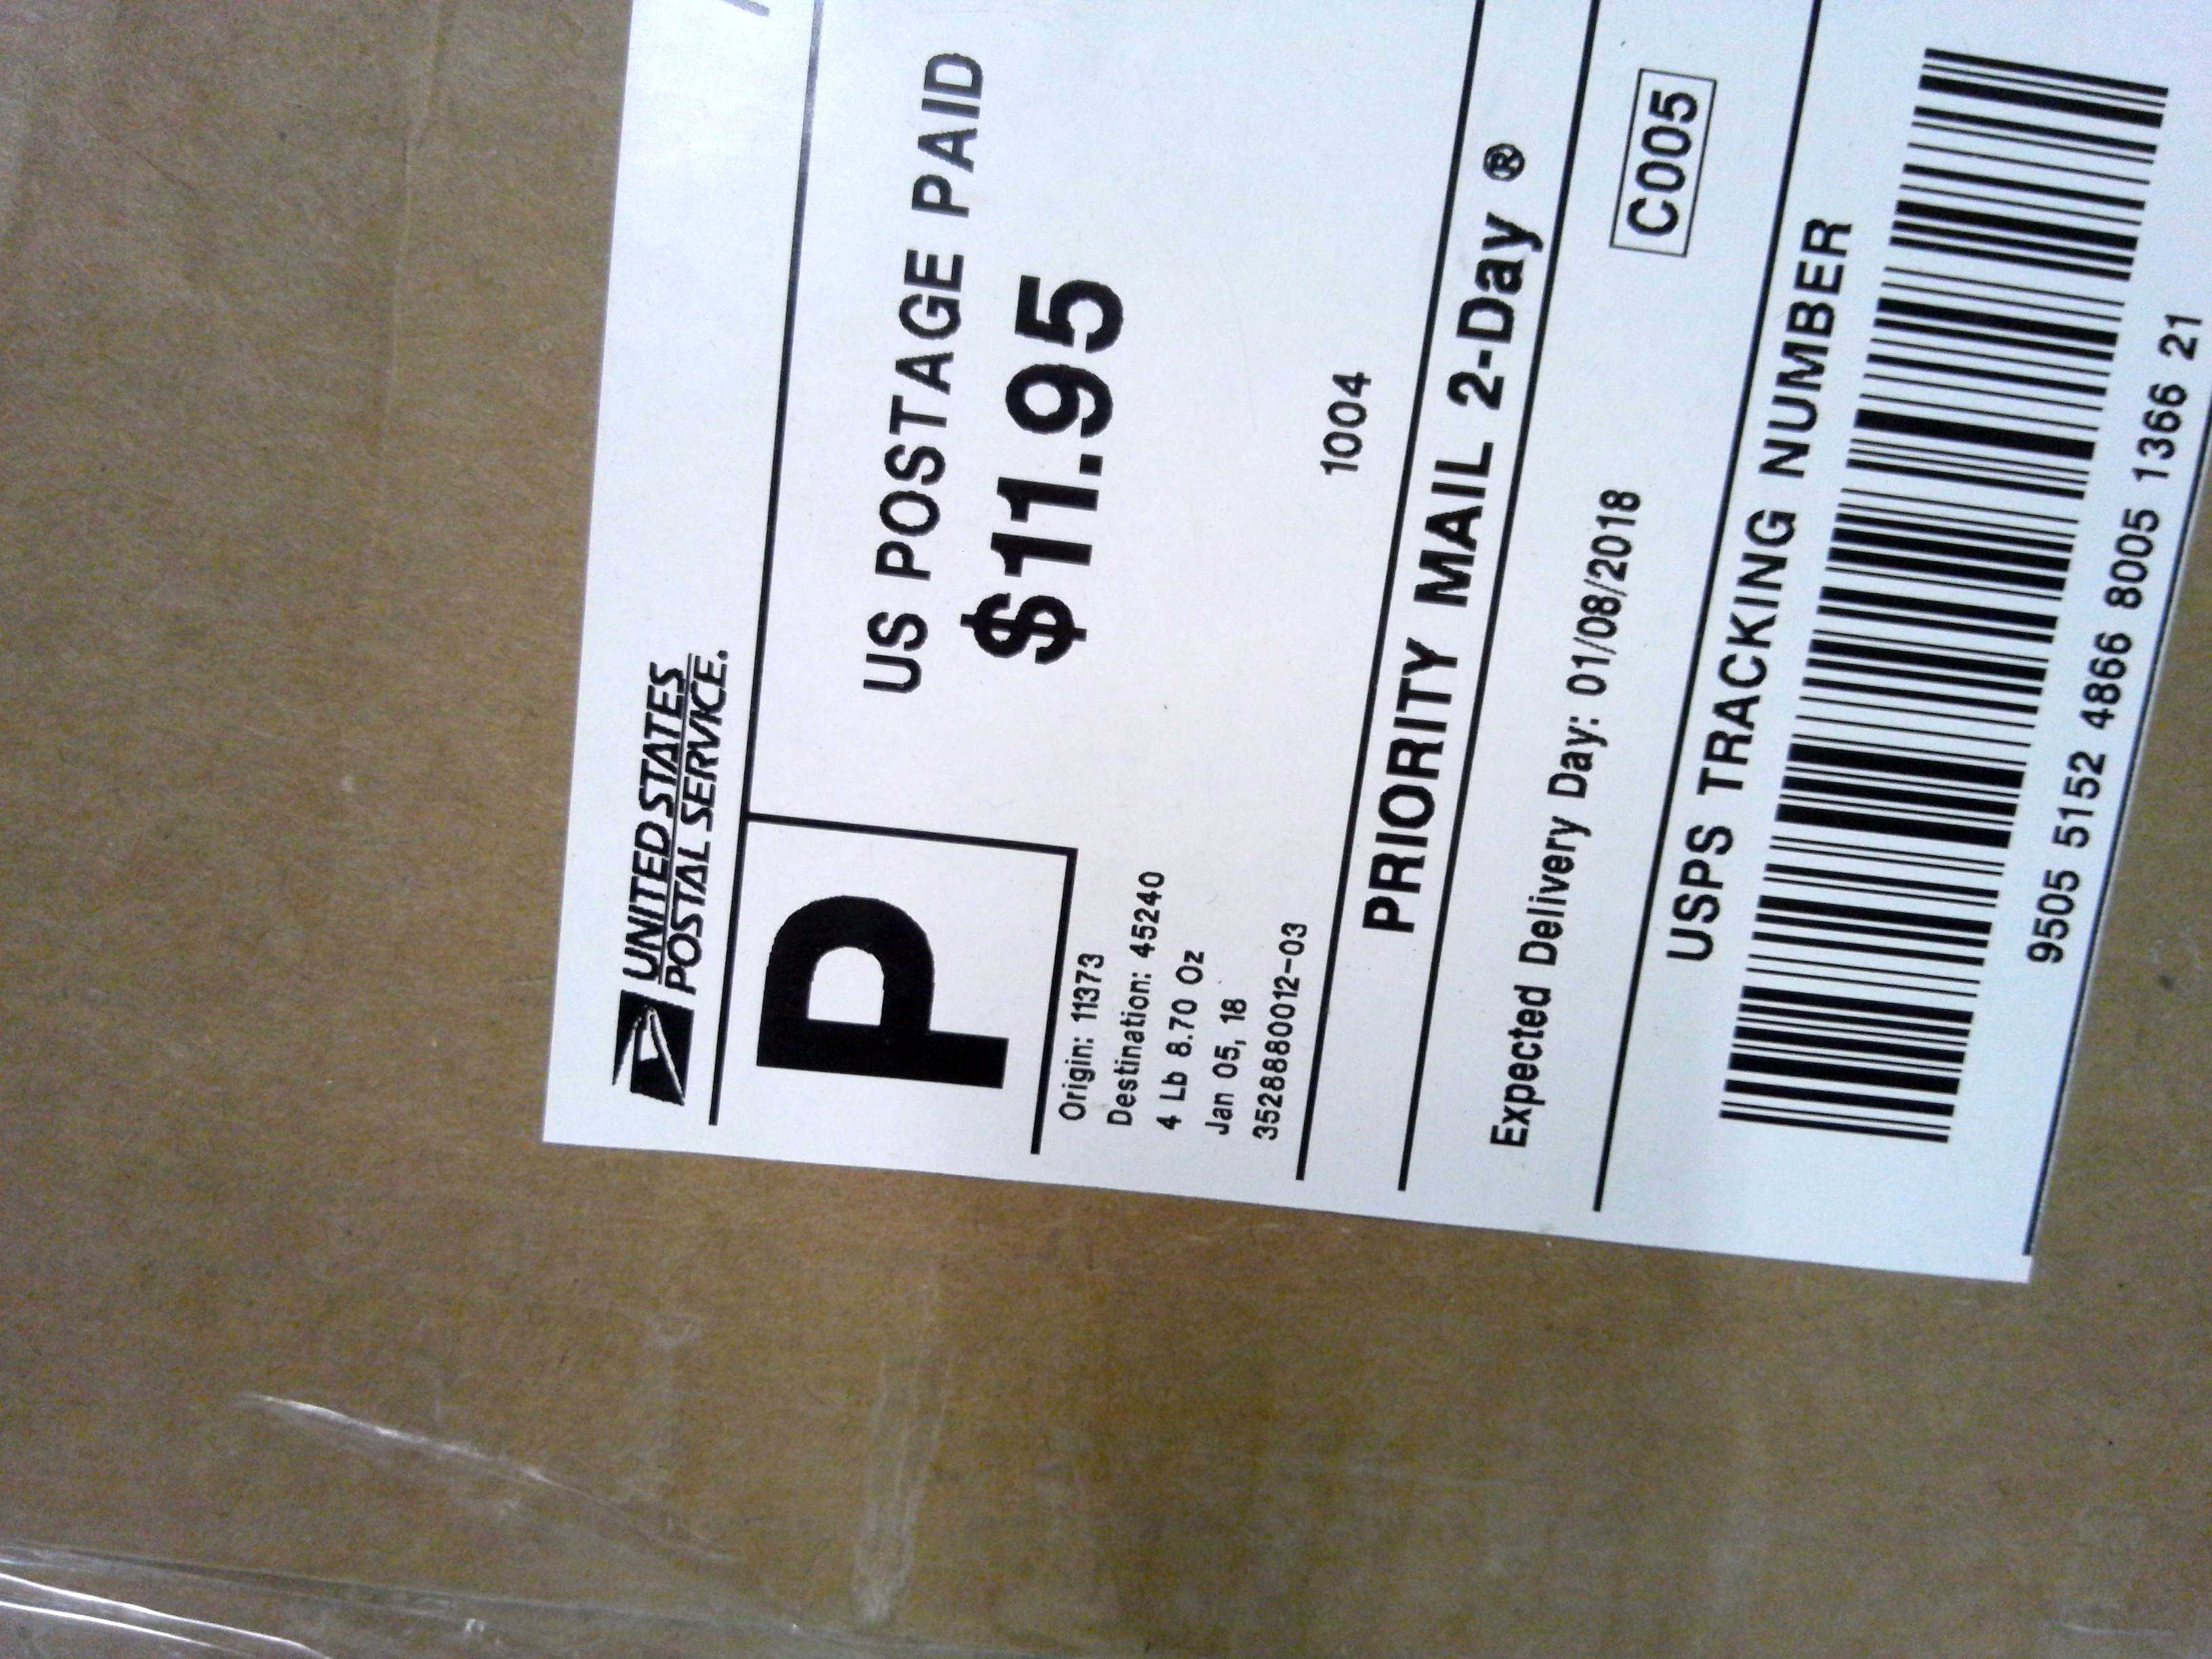 UNITED STATES
POSTAL SERVICE.
P
US POSTAGE PAID
$11.95
Origin: 11373
Destination: 45240
4 Lb 8.70 Oz
Jan 05, 18
3528880012-03
1004
PRIORITY MAIL 2-Day ®
Expected Delivery Day: 01/08/2018
C005
USPS TRACKING NUMBER
9505 5152 4866 8005 1366 21